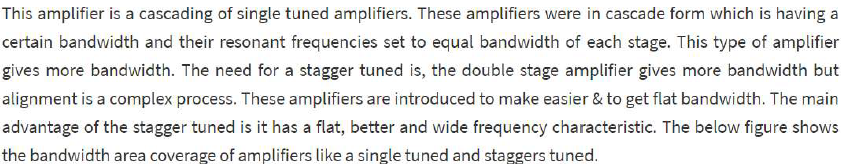 This amplifier is a cascading of single tuned amplifiers. These amplifiers were in cascade form which is having a
certain bandwidth and their resonant frequencies set to equal bandwidth of each stage. This type of amplifier
gives more bandwidth. The need for a stagger tuned is, the double stage amplifier gives more bandwidth but
alignment is a complex process. These amplifiers are introduced to make easier & to get flat bandwidth. The main
advantage of the stagger tuned is it has a flat, better and wide frequency characteristic. The below figure shows
the bandwidth area coverage of amplifiers like a single tuned and staggers tuned.